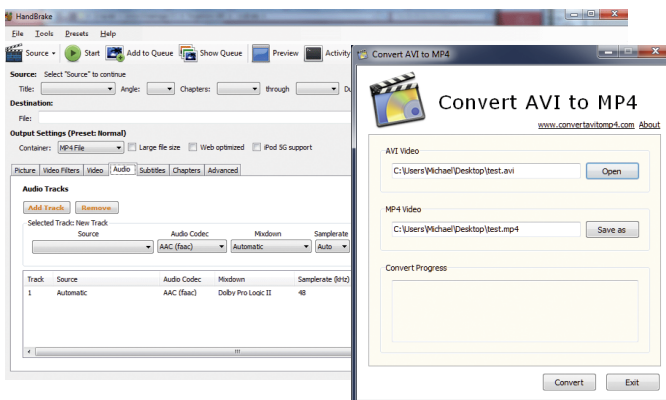 HandBrake
File Tools Presets Help
Source Start Add to Queue Show Queue Preview Activity
Source: Select "Source" to continue
Title: Angle: Chapters: through
Destination:
File:
Output Settings (Preset: Normal)
Container: MP4 File Large file size Web optimized iPod 5G support
Picture Video Filters Video Audio Subtitles Chapters Advanced
Audio Tracks
Add Track Remove
Selected Track: New Track
Source Audio Codec Mixdown Samplerate
AAC (faac) Automatic Auto
Track Source Audio Codec Mixdown Samplerate (kHz)
1 Automatic AAC (faac) Dolby Pro Logic II 48
Convert AVI to MP4
Convert AVI to MP4
www.convertavitomp4.com About
AVI Video
C:\Users\Michael\Desktop\test.avi Open
MP4 Video
C:\Users\Michael\Desktop\test.mp4 Save as
Convert Progress
Convert Exit